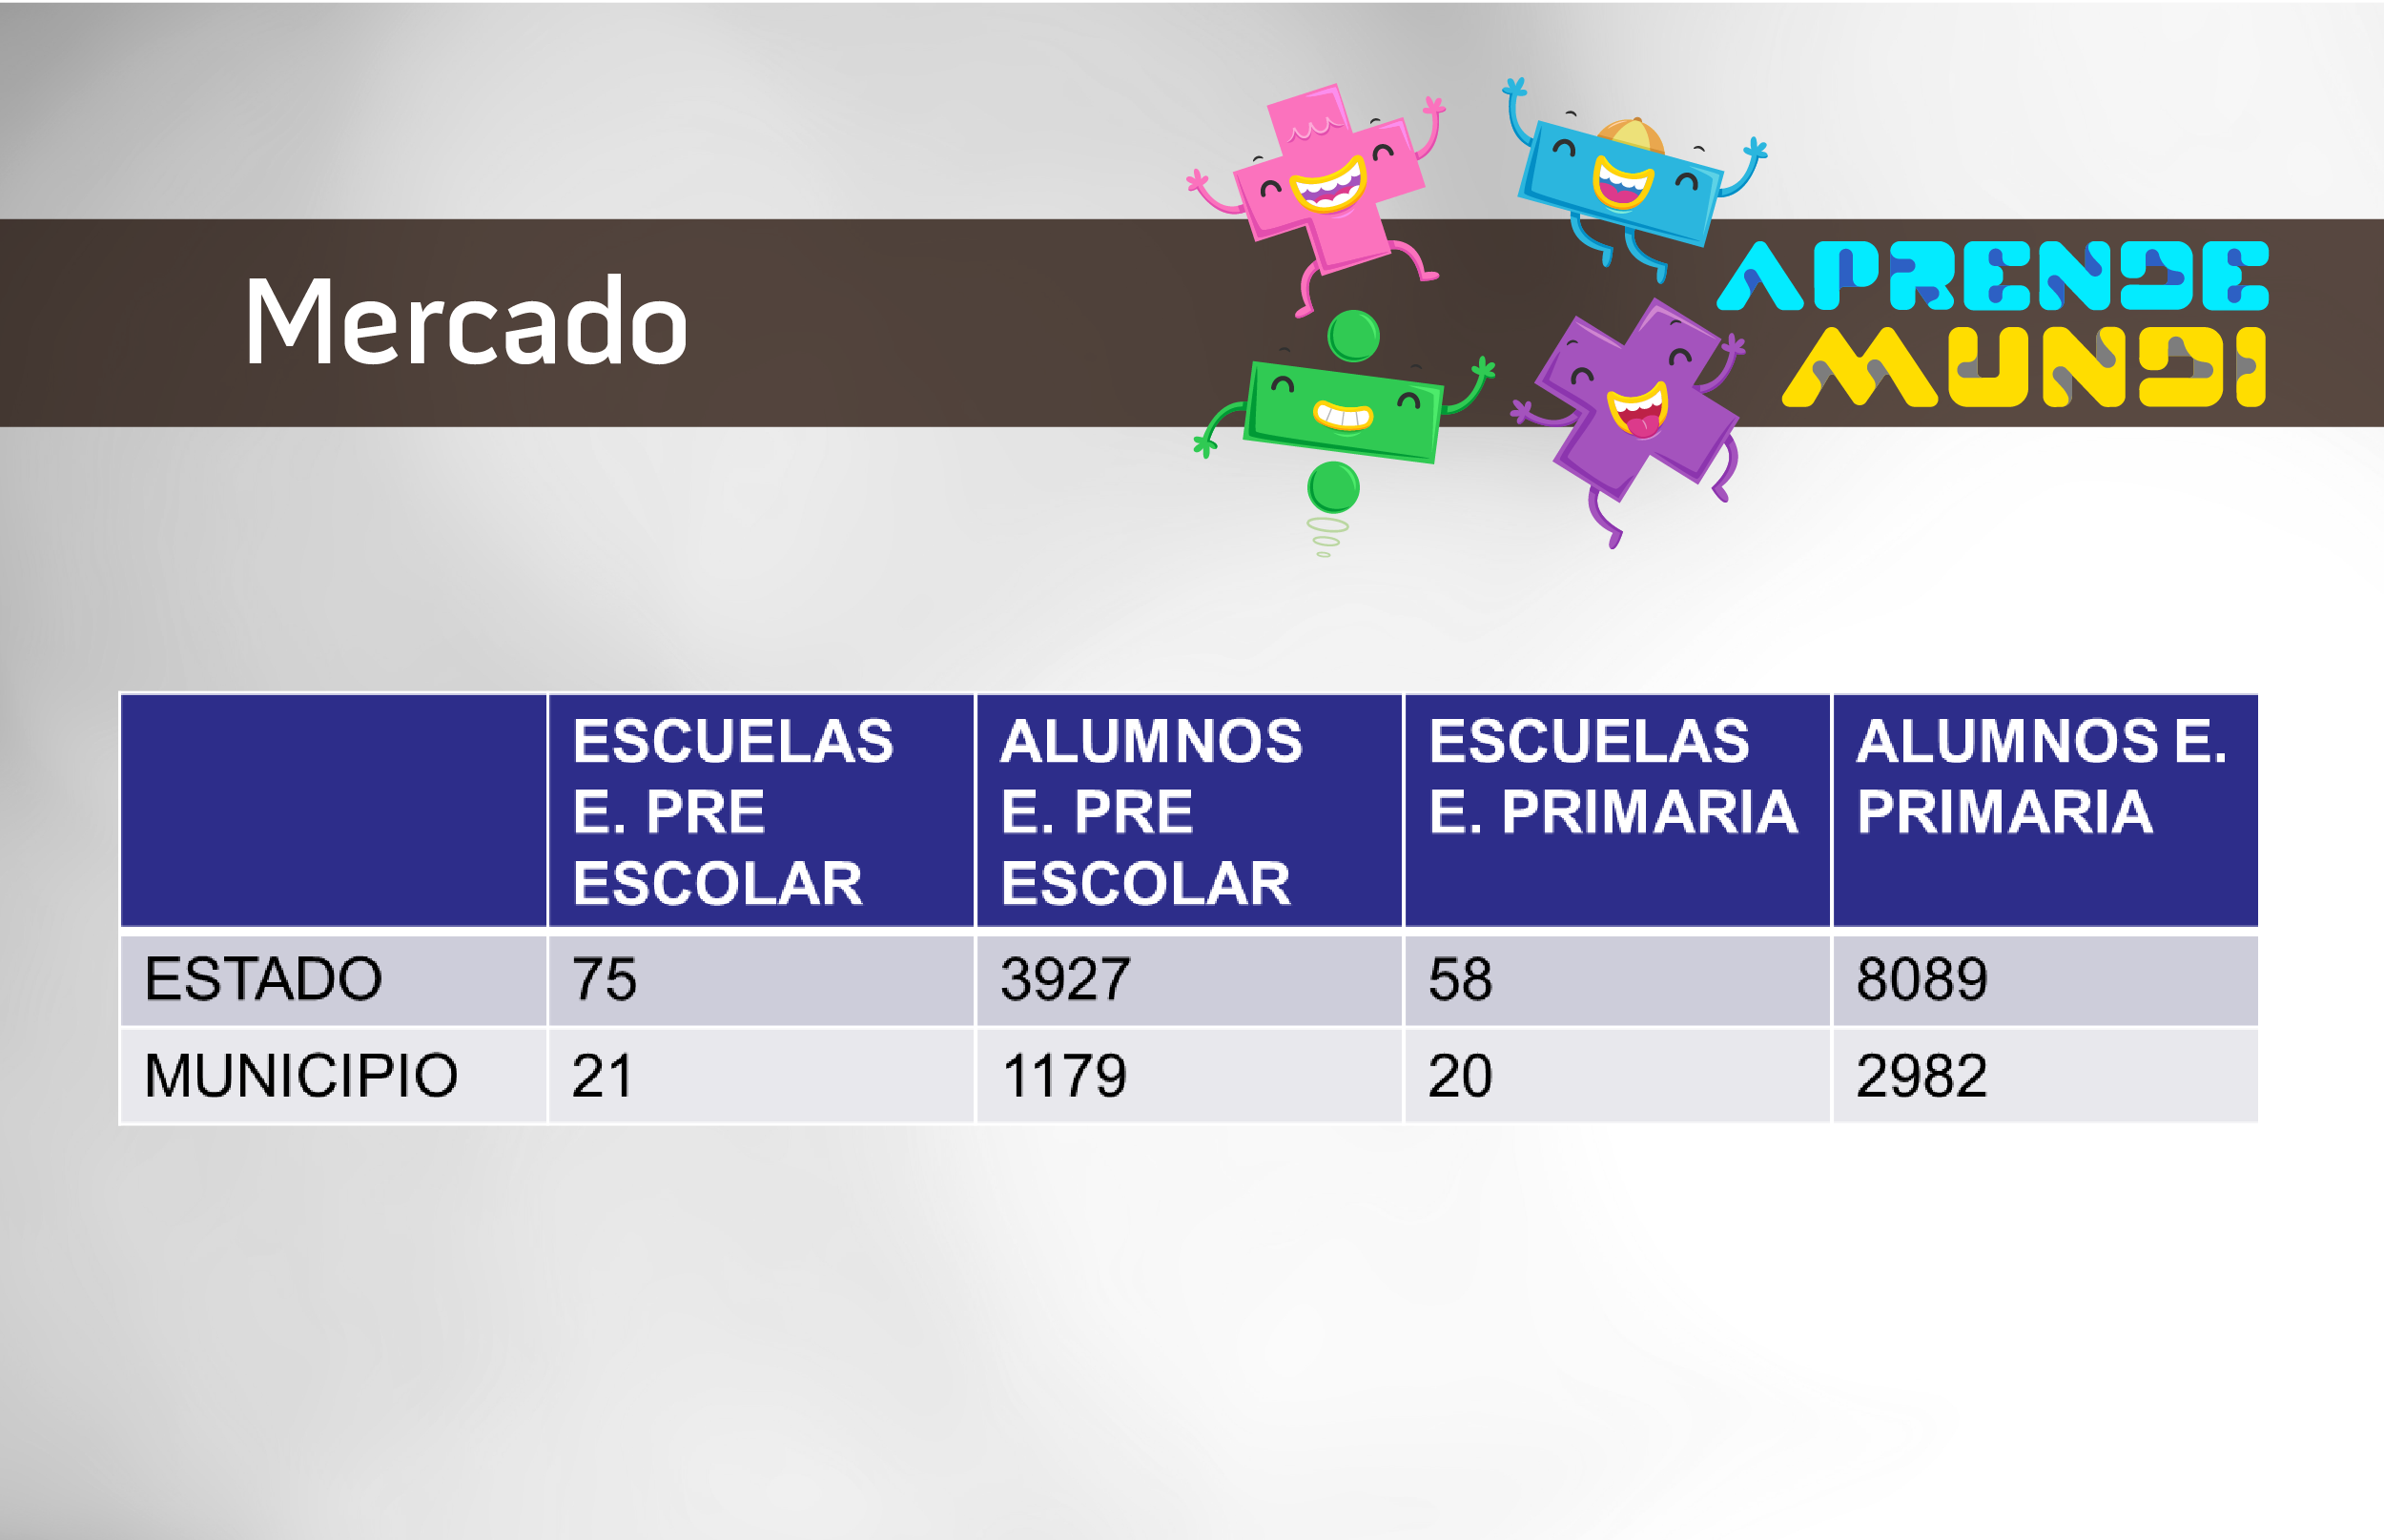 Mercado
APRENDE
MUNDI
ESCUELAS
E. PRE
ESCOLAR
ALUMNOS
E. PRE
ESCOLAR
ESCUELAS
E. PRIMARIA
ALUMNOS E.
PRIMARIA
ESTADO 75 3927 58 8089
MUNICIPIO 21 1179 20 2982